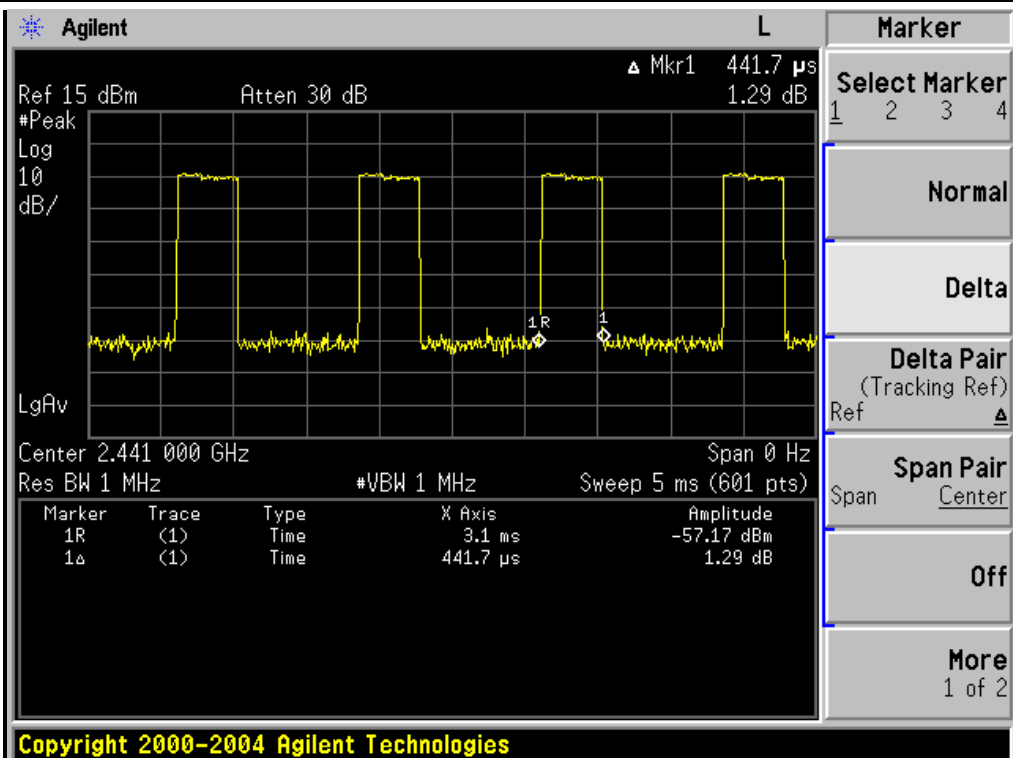 Agilent
L
Marker
Δ Mkr1 441.7 µs
Ref 15 dBm Atten 30 dB 1.29 dB
#Peak
Log
10
dB/
1R
1
LgAv
Center 2.441 000 GHz Span 0 Hz
Res BW 1 MHz #VBW 1 MHz Sweep 5 ms (601 pts)
Marker Trace Type X Axis Amplitude
1R (1) Time 3.1 ms -57.17 dBm
1Δ (1) Time 441.7 µs 1.29 dB
Select Marker
1 2 3 4
Normal
Delta
Delta Pair
(Tracking Ref)
Ref Δ
Span Pair
Span Center
Off
More
1 of 2
Copyright 2000-2004 Agilent Technologies